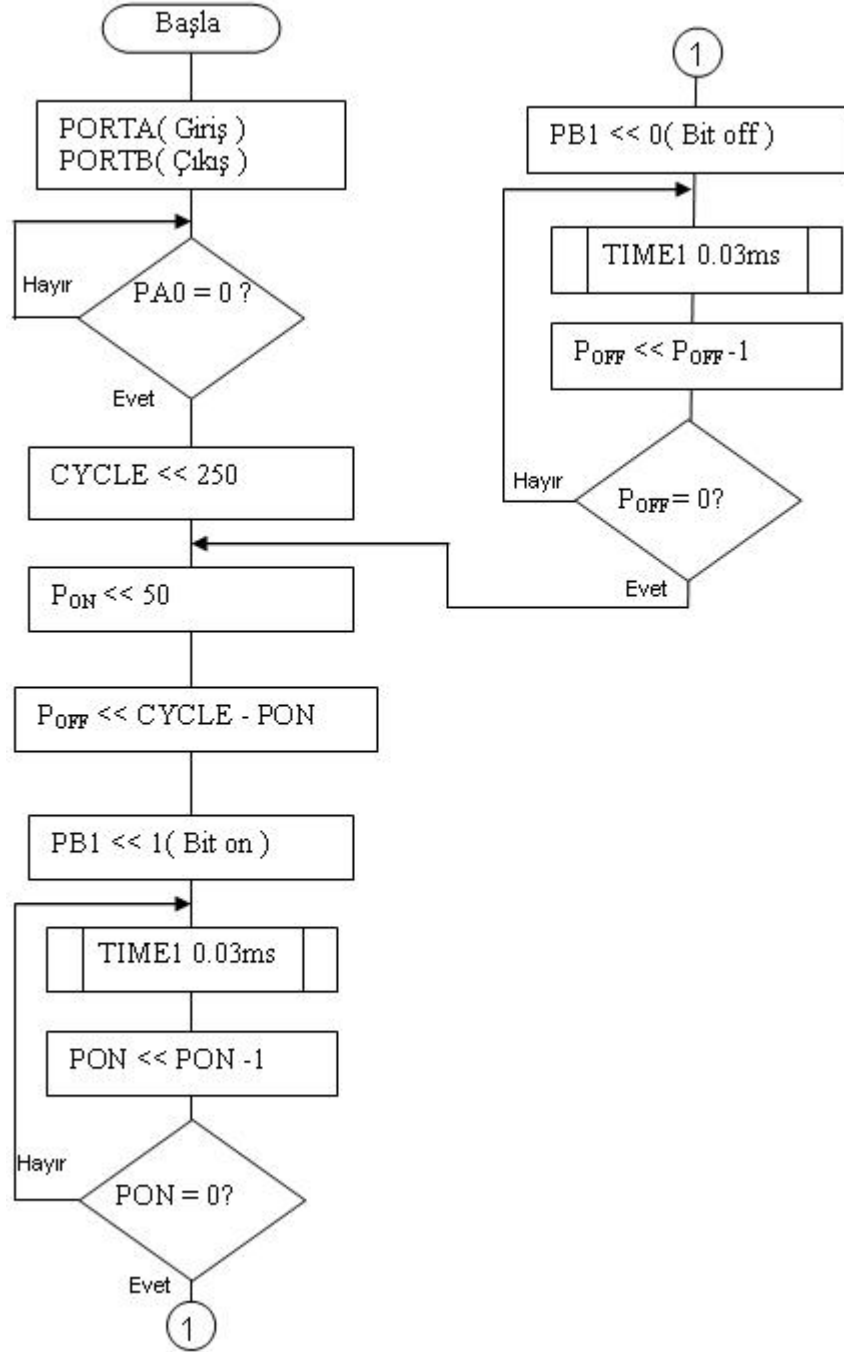 Başla
PORTA( Giriş )
PORTB( Çıkış )
Hayır
PA0 = 0 ?
Evet
CYCLE << 250
PON << 50
POFF << CYCLE - PON
PB1 << 1( Bit on )
TIME1 0.03ms
PON << PON -1
Hayır
PON = 0?
Evet
1
1
PB1 << 0( Bit off )
TIME1 0.03ms
POFF << POFF -1
Hayır
POFF = 0?
Evet